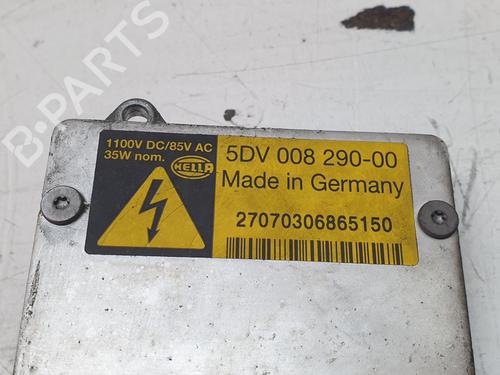 1100V DC/85V AC
35W nom.
HELLA
5DV 008 290-00
Made in Germany
27070306865150
B-PARTS